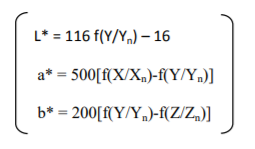 L* = 116 f(Y/Yₙ) – 16
a* = 500[f(X/Xₙ)-f(Y/Yₙ)]
b* = 200[f(Y/Yₙ)-f(Z/Zₙ)]